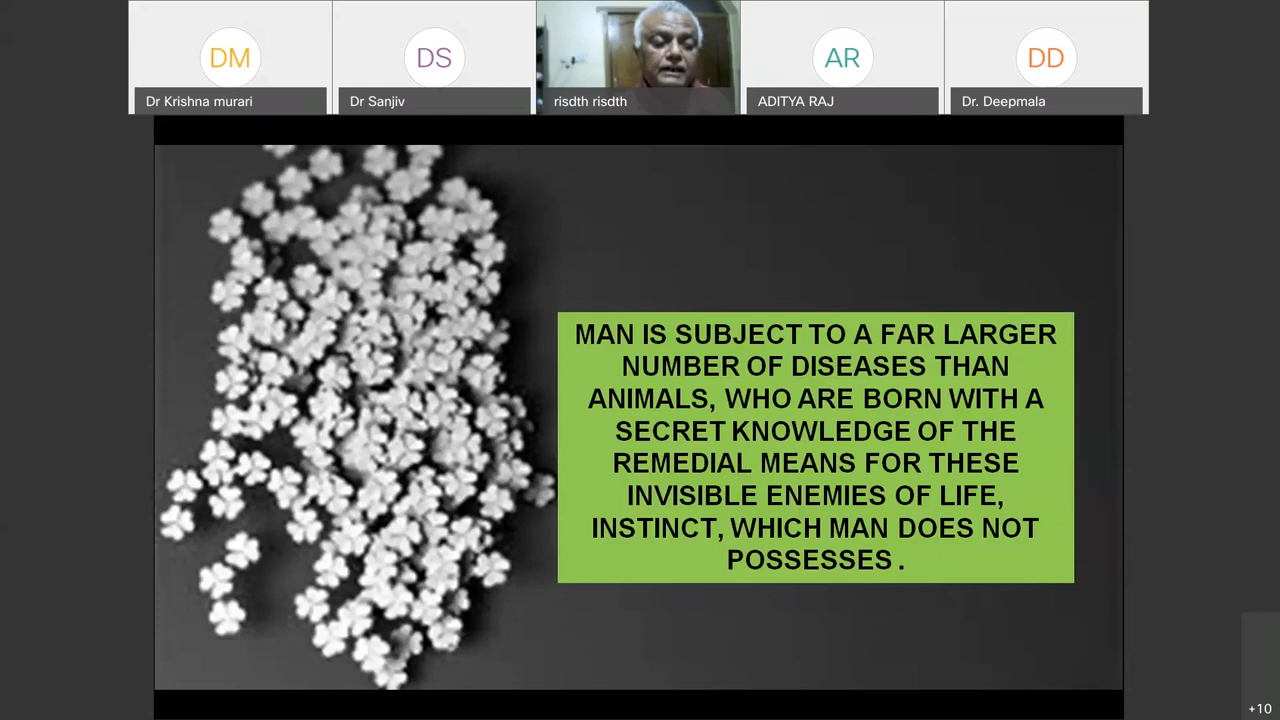 DM
DS
AR
DD
Dr Krishna murari
Dr Sanjiv
risdth risdth
ADITYA RAJ
Dr. Deepmala
MAN IS SUBJECT TO A FAR LARGER
NUMBER OF DISEASES THAN
ANIMALS, WHO ARE BORN WITH A
SECRET KNOWLEDGE OF THE
REMEDIAL MEANS FOR THESE
INVISIBLE ENEMIES OF LIFE,
INSTINCT, WHICH MAN DOES NOT
POSSESSES .
+10